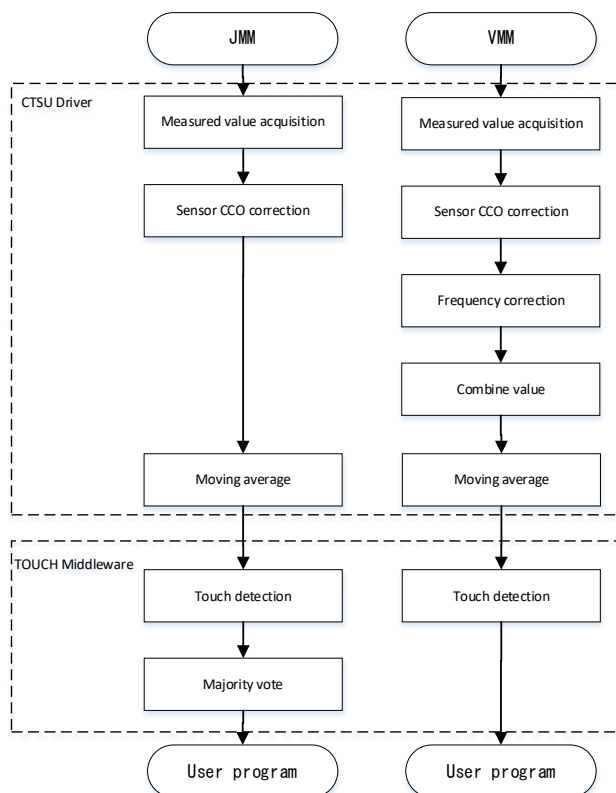 JMM
VMM
CTSU Driver
Measured value acquisition
Measured value acquisition
Sensor CCO correction
Sensor CCO correction
Frequency correction
Combine value
Moving average
Moving average
TOUCH Middleware
Touch detection
Touch detection
Majority vote
User program
User program